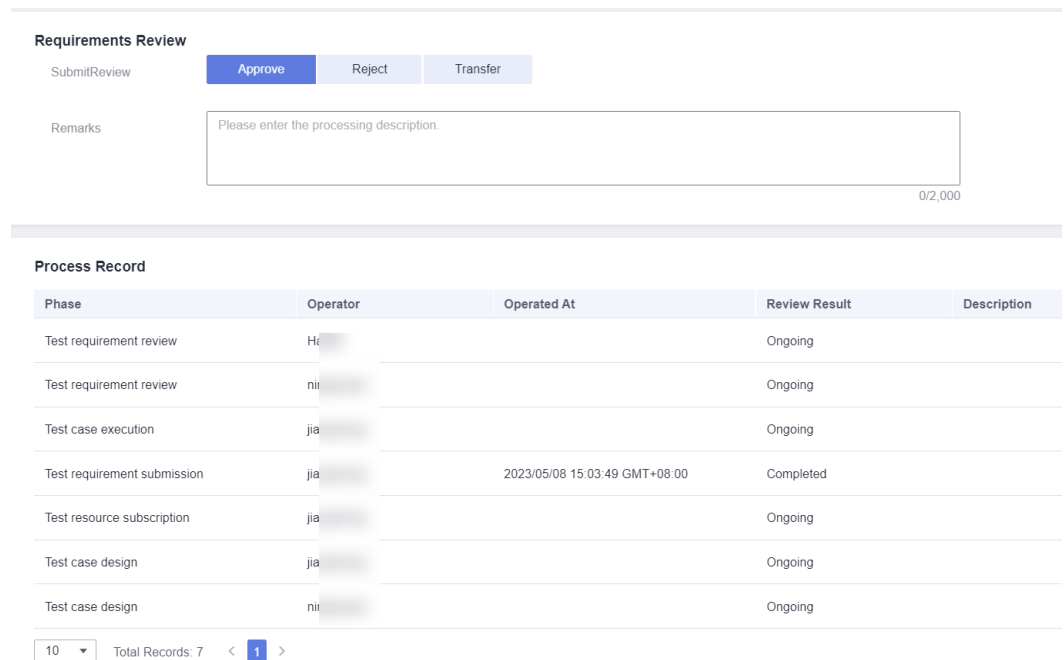 Requirements Review
SubmitReview Approve Reject Transfer
Remarks Please enter the processing description.
0/2,000
Process Record
Phase Operator Operated At Review Result Description
Test requirement review Ongoing
Test requirement review Ongoing
Test case execution Ongoing
Test requirement submission 2023/05/08 15:03:49 GMT+08:00 Completed
Test resource subscription Ongoing
Test case design Ongoing
Test case design Ongoing
10 Total Records: 7 < 1 >